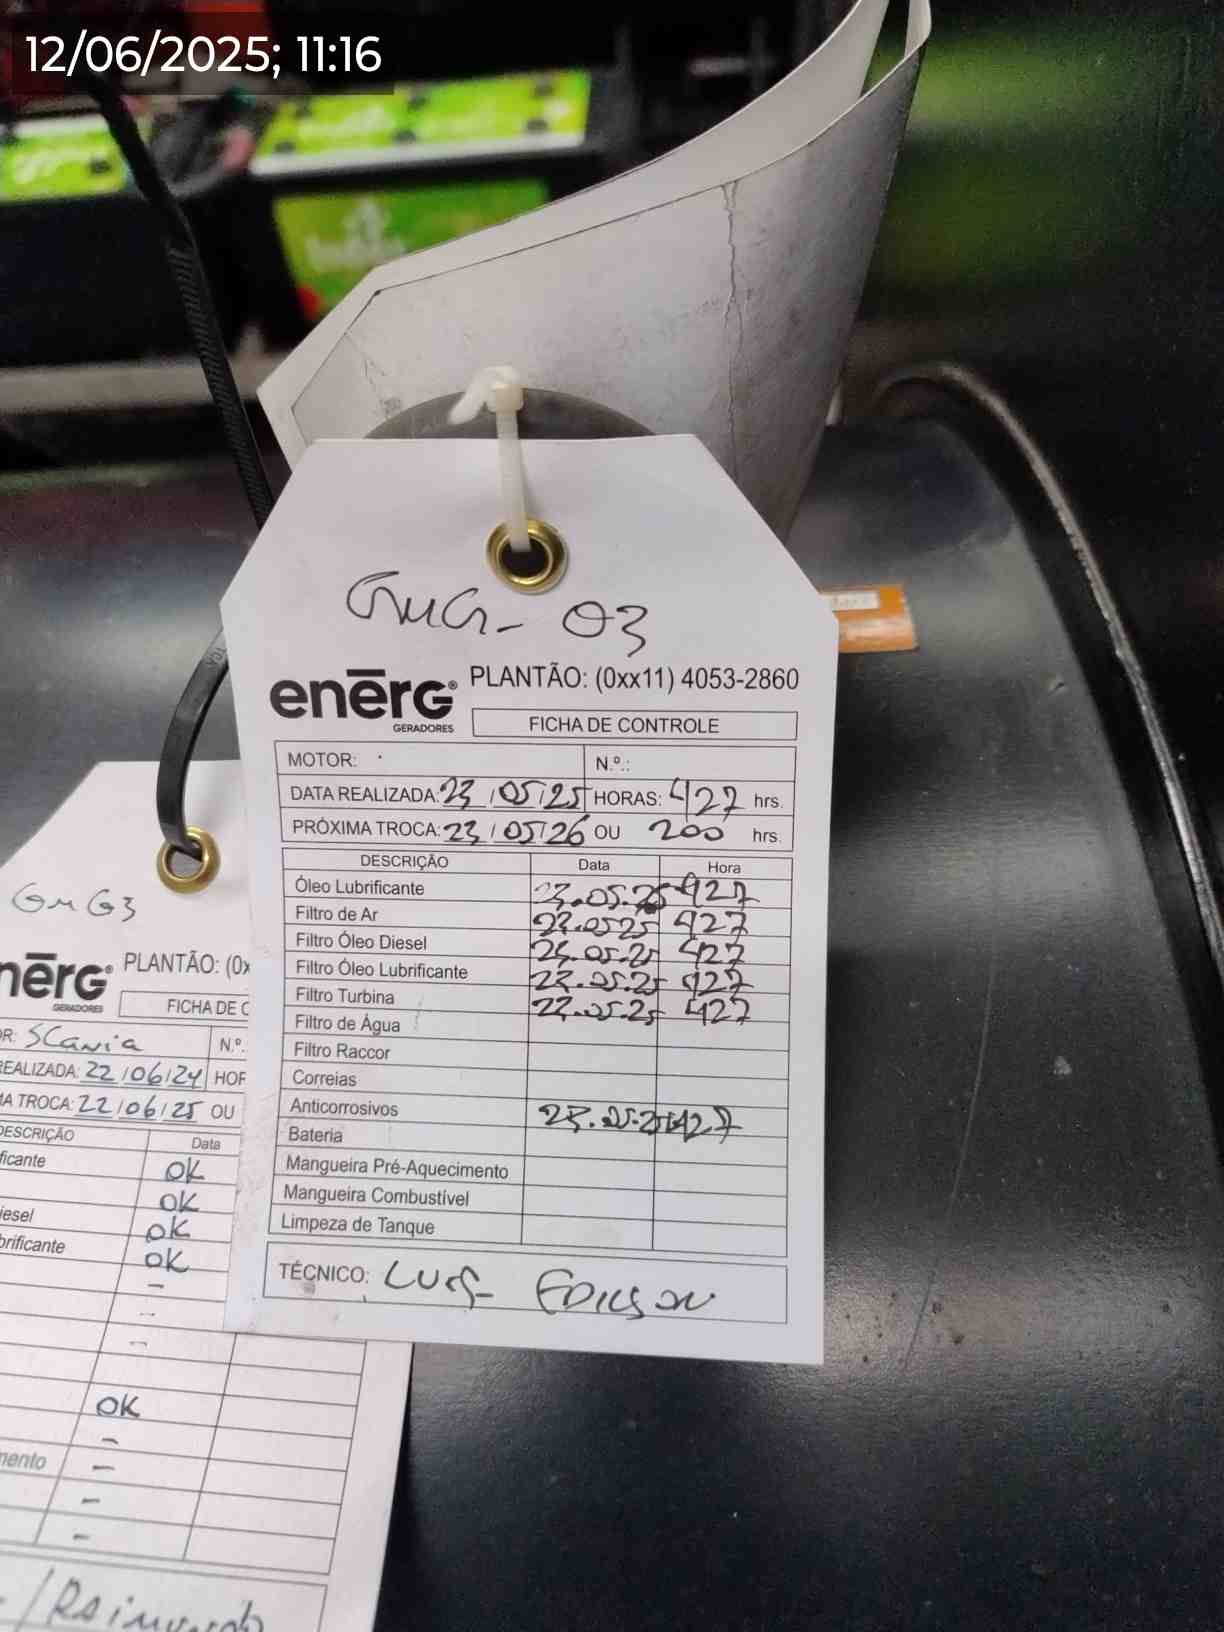 12/06/2025; 11:16
GMG- 03
enērG®
GERADORES
PLANTÃO: (0xx11) 4053-2860
FICHA DE CONTROLE
MOTOR: N.º.:
DATA REALIZADA: 23/05/25 HORAS: 427 hrs.
PRÓXIMA TROCA: 23/05/26 OU 200 hrs.
DESCRIÇÃO Data Hora
Óleo Lubrificante 23.05.25 427
Filtro de Ar 23.05.25 427
Filtro Óleo Diesel 23.05.25 427
Filtro Óleo Lubrificante 23.05.25 427
Filtro Turbina 23.05.25 427
Filtro de Água
Filtro Raccor
Correias
Anticorrosivos 23.05.25 427
Bateria
Mangueira Pré-Aquecimento
Mangueira Combustível
Limpeza de Tanque
TÉCNICO: Luis Edilson
GMG3
nērG®
GERADORES
PLANTÃO: (0x
FICHA DE C
OR: Scania N.º.
REALIZADA: 22/06/24 HOR
MA TROCA: 22/06/25 OU
DESCRIÇÃO Data
ficante OK
OK
iesel OK
brificante OK
-
-
-
OK
-
mento -
-
-